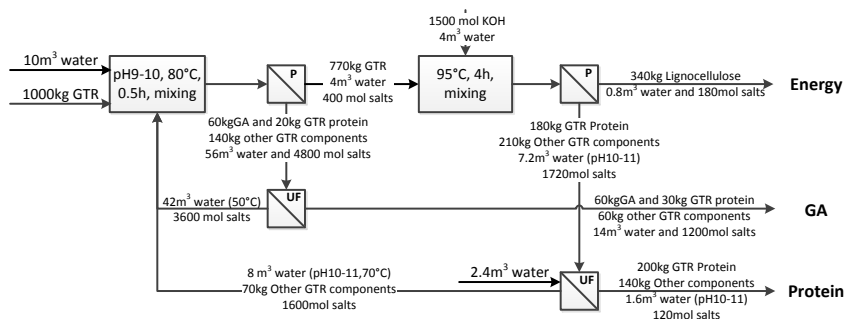 1500 mol KOH
4m³ water
10m³ water
1000kg GTR
pH9-10, 80°C,
0.5h, mixing
P
770kg GTR
4m³ water
400 mol salts
95°C, 4h,
mixing
P
340kg Lignocellulose
0.8m³ water and 180mol salts
Energy
60kgGA and 20kg GTR protein
140kg other GTR components
56m³ water and 4800 mol salts
180kg GTR Protein
210kg Other GTR components
7.2m³ water (pH10-11)
1720mol salts
42m³ water (50°C)
3600 mol salts
UF
60kgGA and 30kg GTR protein
60kg other GTR components
14m³ water and 1200mol salts
GA
8 m³ water (pH10-11,70°C)
70kg Other GTR components
1600mol salts
2.4m³ water
UF
200kg GTR Protein
140kg Other components
1.6m³ water (pH10-11)
120mol salts
Protein